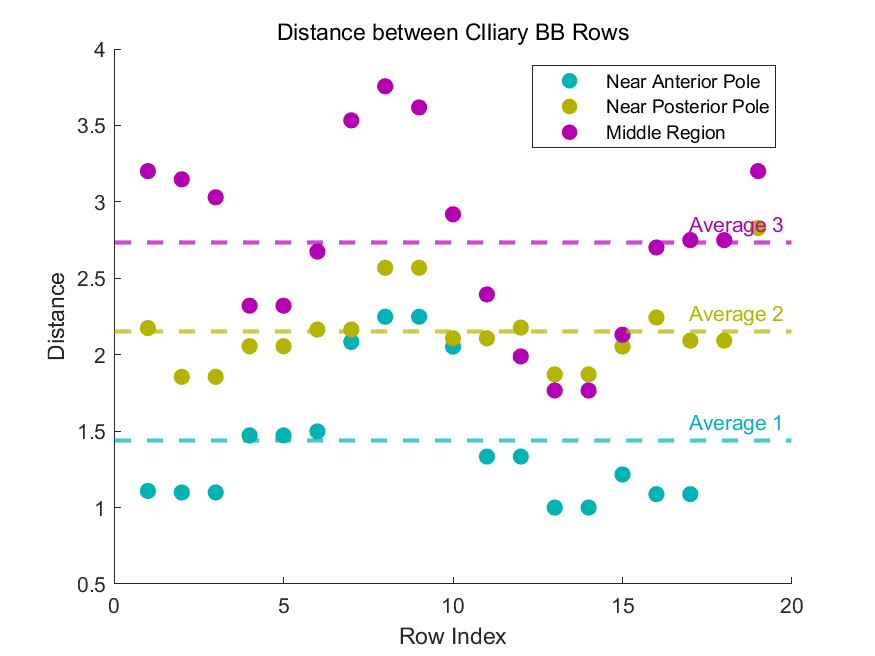 Distance between CIliary BB Rows
Near Anterior Pole
Near Posterior Pole
Middle Region
4
3.5
3
2.5
2
1.5
1
0.5
Distance
Average 3
Average 2
Average 1
0
5
10
15
20
Row Index